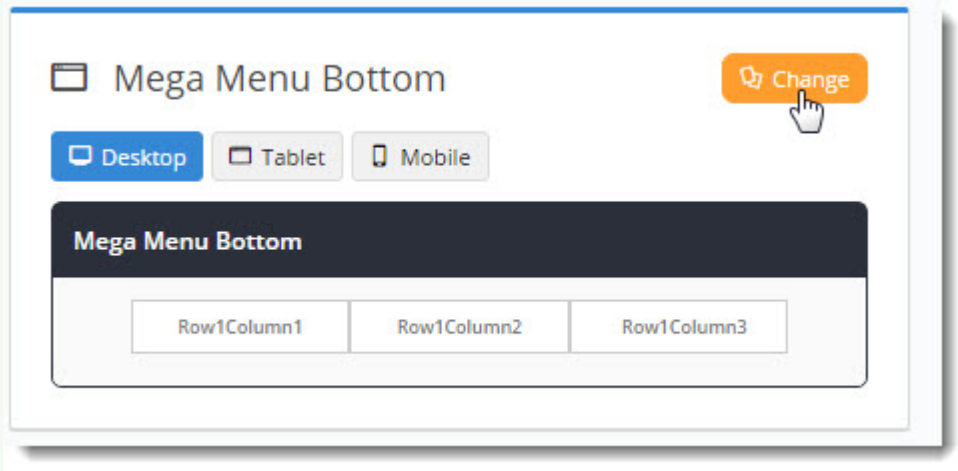 Mega Menu Bottom
Change
Desktop Tablet Mobile
Mega Menu Bottom
Row1Column1 Row1Column2 Row1Column3